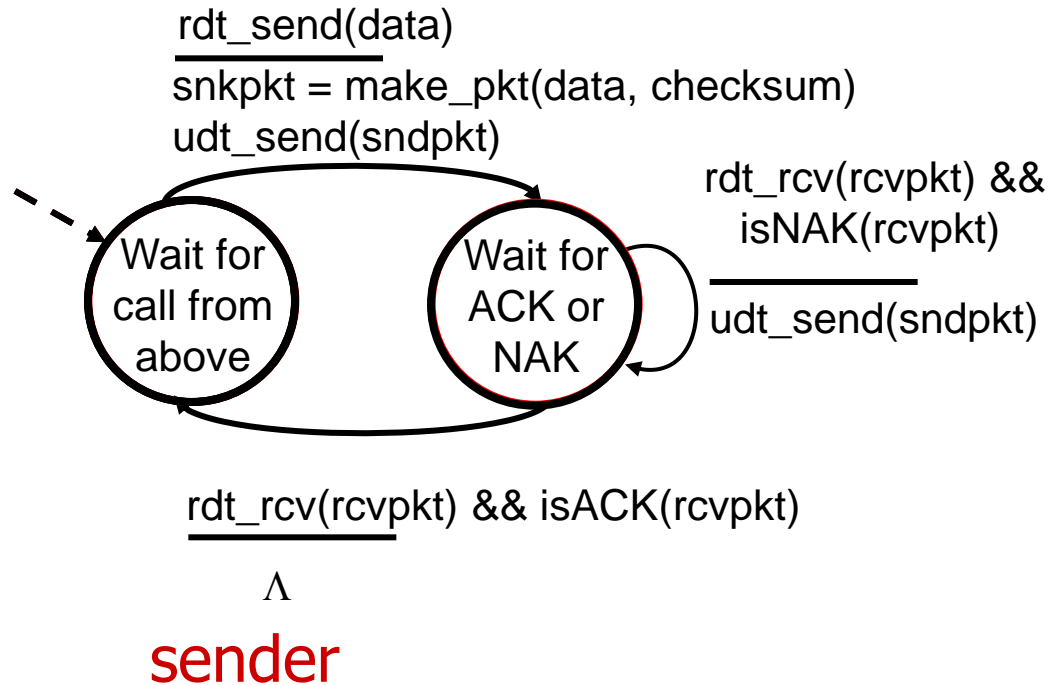 rdt_send(data)
snkpkt = make_pkt(data, checksum)
udt_send(sndpkt)
rdt_rcv(rcvpkt) &&
isNAK(rcvpkt)
udt_send(sndpkt)
Wait for
call from
above
Wait for
ACK or
NAK
rdt_rcv(rcvpkt) && isACK(rcvpkt)
Λ
sender